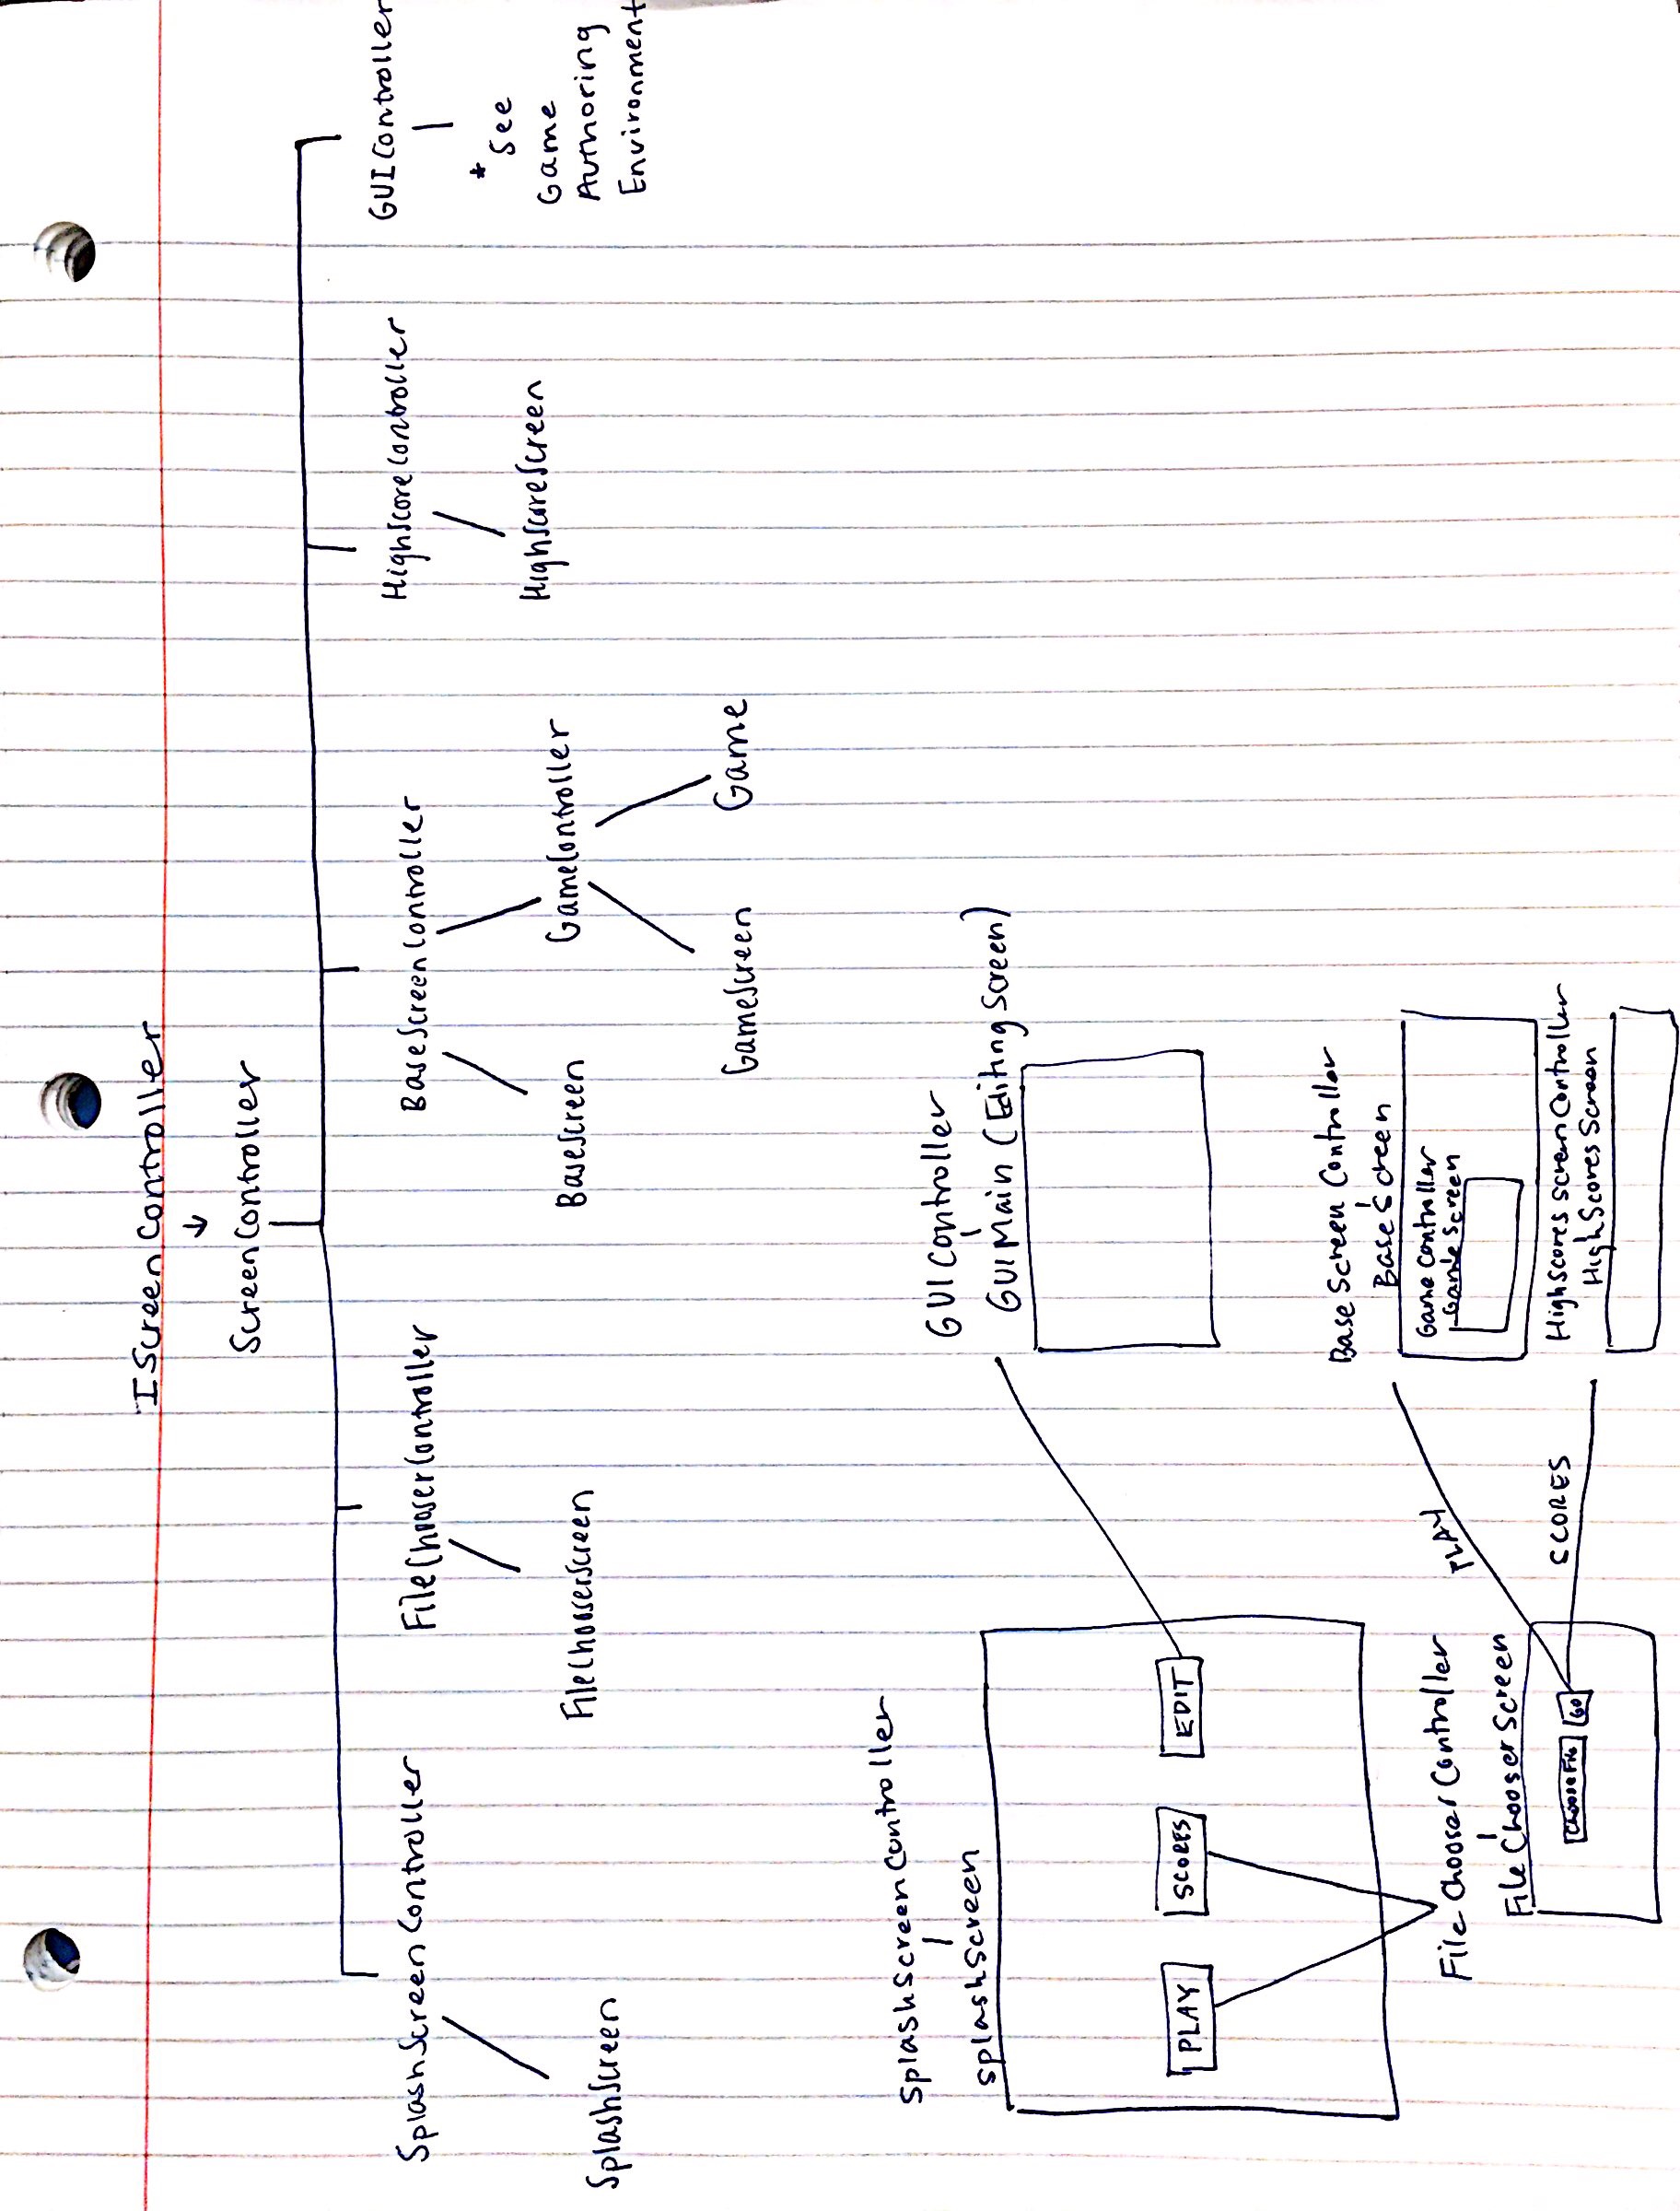 IScreenController
↓
ScreenController
SplashScreenController
SplashScreen
FileChooserController
FileChooserScreen
BaseScreenController
BaseScreen
GameController
GameScreen
Game
HighScoreController
HighScoreScreen
GUIController
*
See
Game
Authoring
Environment
SplashScreenController
SplashScreen
PLAY
SCORES
EDIT
GUIController
GUIMain (Editing Screen)
File Chooser Controller
File Chooser Screen
Choose File
GO
PLAY
SCORES
Base Screen Controller
Base Screen
Game Controller
Game Screen
HighScores Screen Controller
HighScores Screen